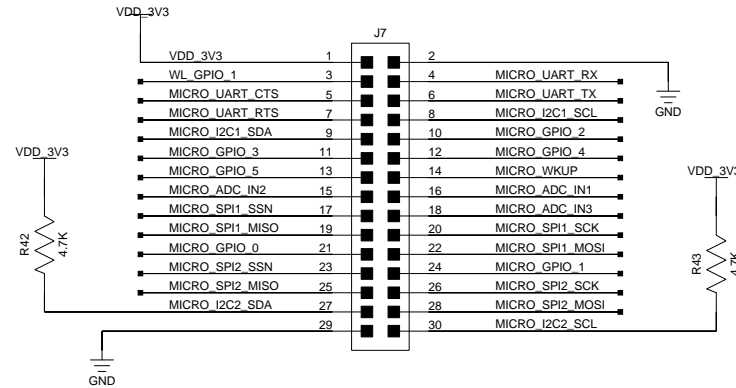 VDD_3V3
J7
VDD_3V3 1 2
WL_GPIO_1 3 4 MICRO_UART_RX
MICRO_UART_CTS 5 6 MICRO_UART_TX
GND
MICRO_UART_RTS 7 8 MICRO_I2C1_SCL
MICRO_I2C1_SDA 9 10 MICRO_GPIO_2
VDD_3V3 MICRO_GPIO_3 11 12 MICRO_GPIO_4
MICRO_GPIO_5 13 14 MICRO_WKUP VDD_3V3
MICRO_ADC_IN2 15 16 MICRO_ADC_IN1
MICRO_SPI1_SSN 17 18 MICRO_ADC_IN3
MICRO_SPI1_MISO 19 20 MICRO_SPI1_SCK
R42 4.7K MICRO_GPIO_0 21 22 MICRO_SPI1_MOSI
MICRO_SPI2_SSN 23 24 MICRO_GPIO_1 R43 4.7K
MICRO_SPI2_MISO 25 26 MICRO_SPI2_SCK
MICRO_I2C2_SDA 27 28 MICRO_SPI2_MOSI
29 30 MICRO_I2C2_SCL
GND